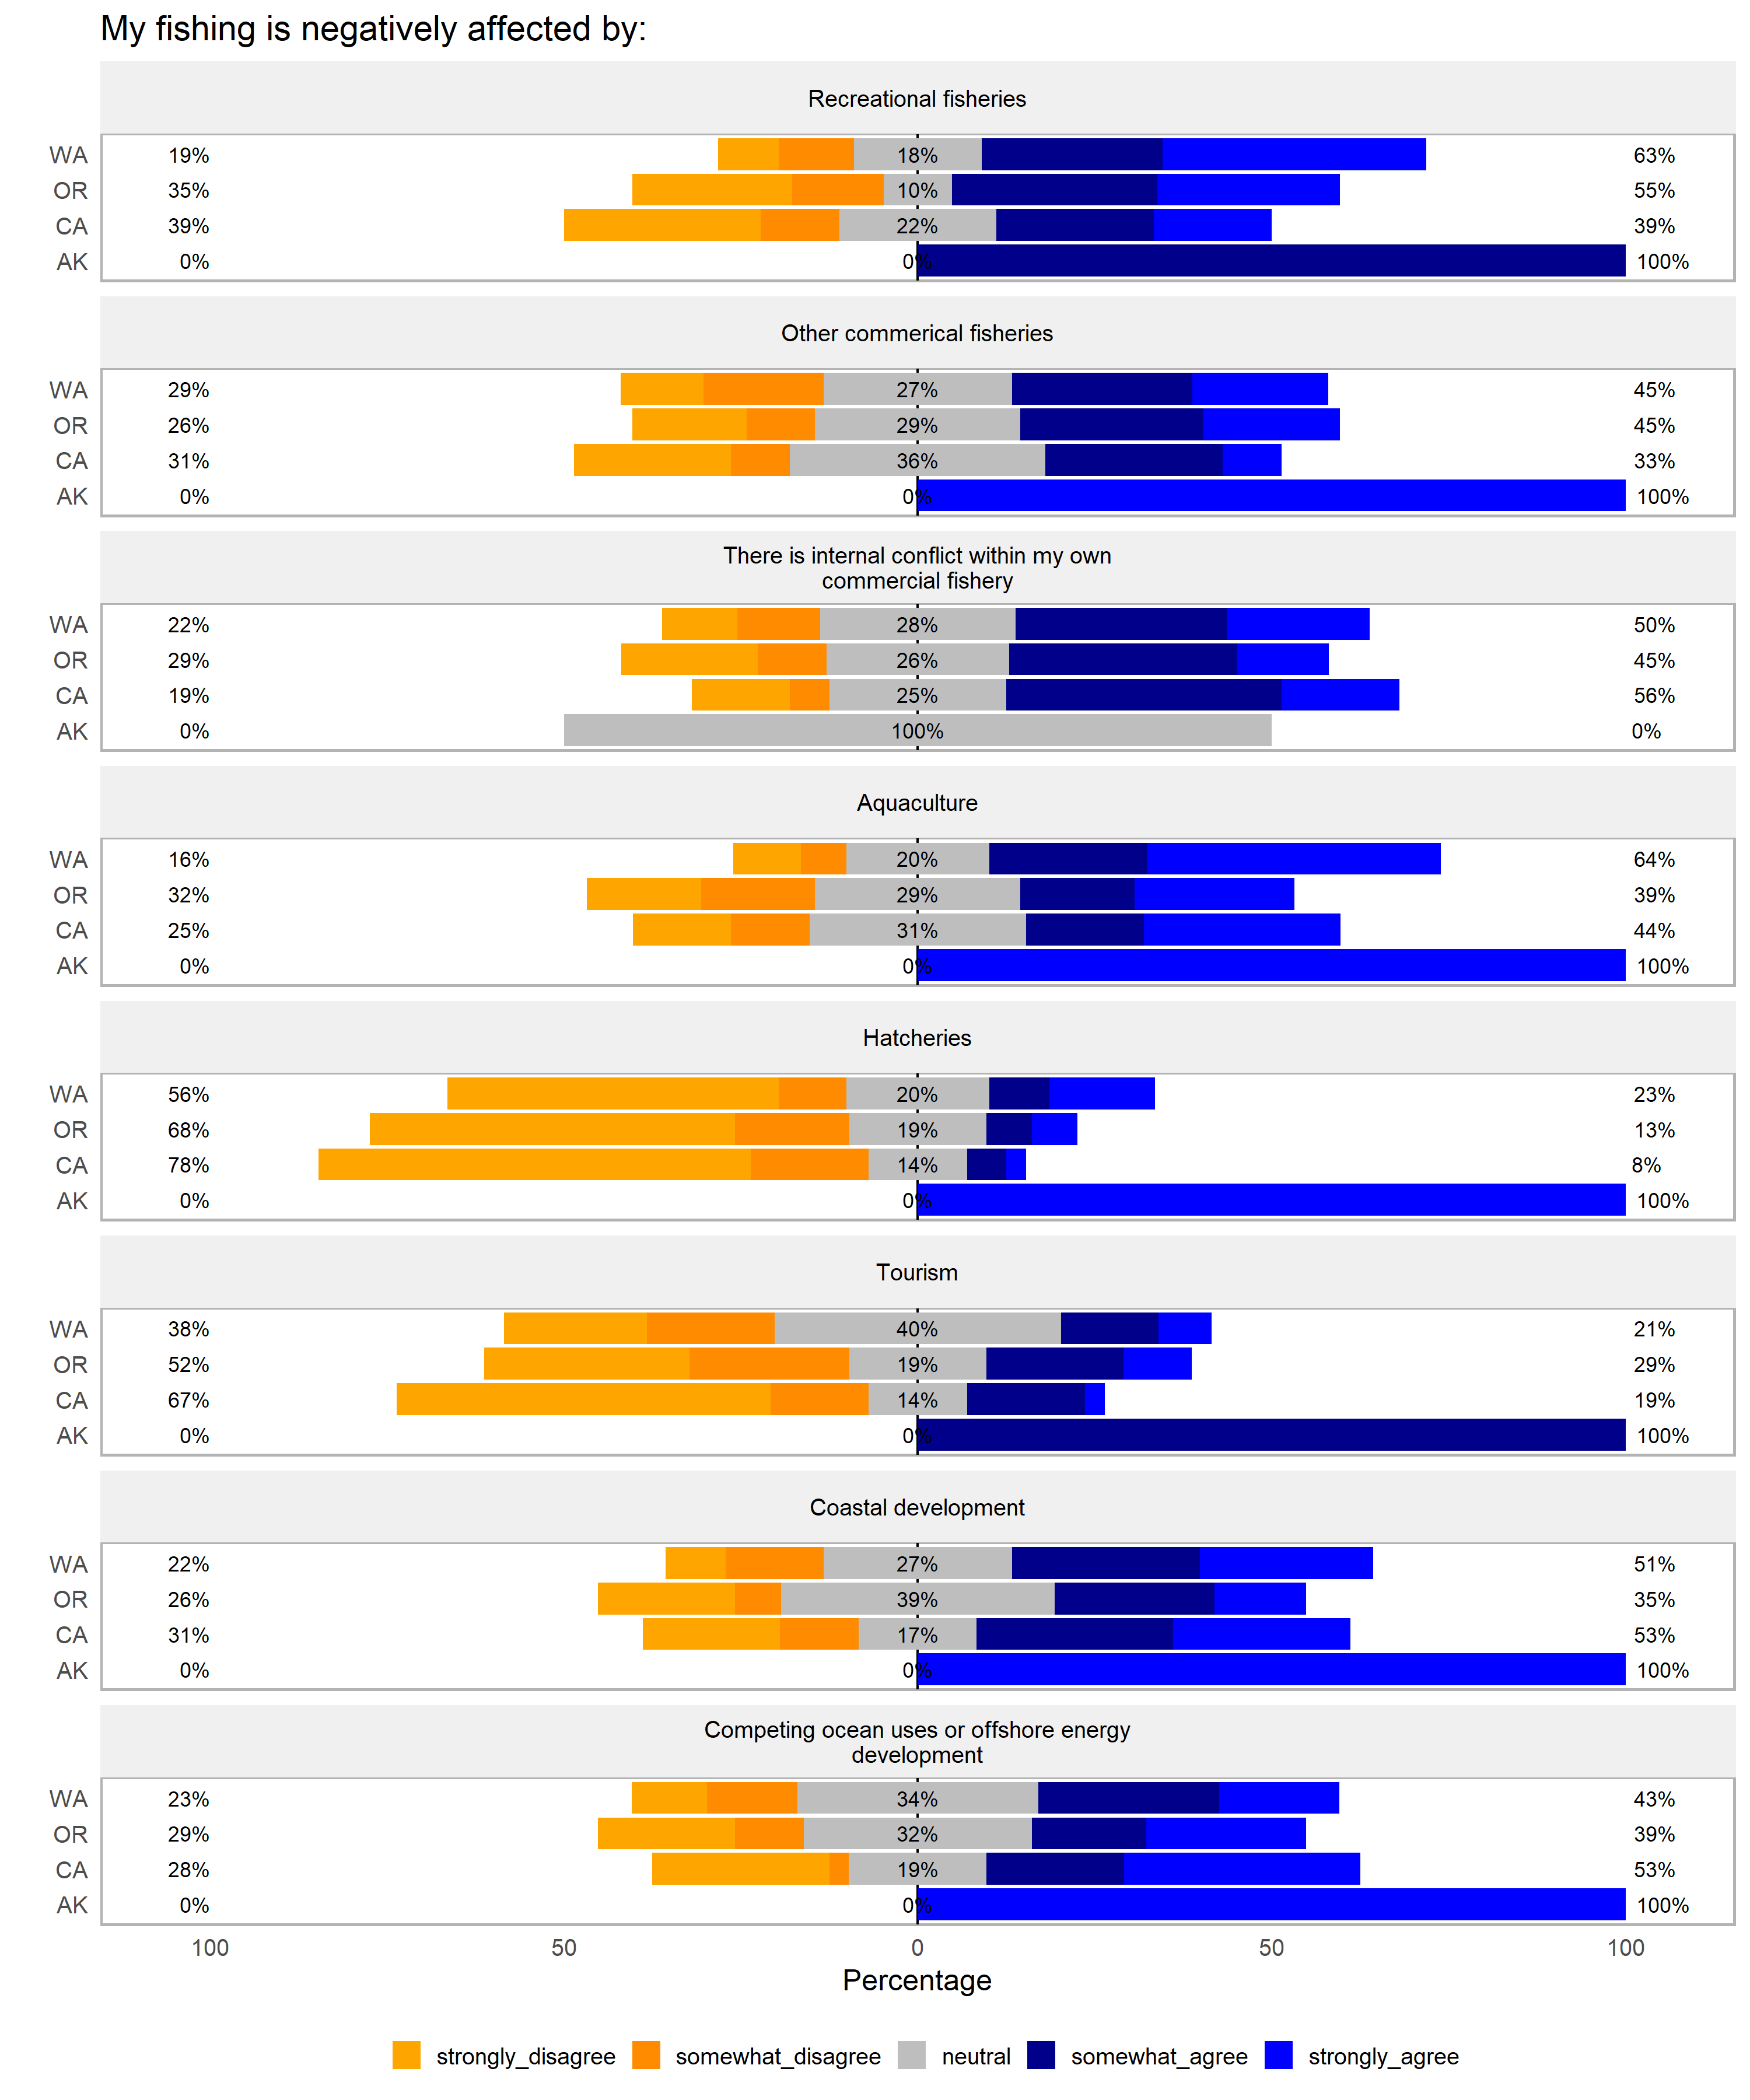 My fishing is negatively affected by:
Recreational fisheries
WA 19% 18% 63%
OR 35% 10% 55%
CA 39% 22% 39%
AK 0% 0% 100%
Other commerical fisheries
WA 29% 27% 45%
OR 26% 29% 45%
CA 31% 36% 33%
AK 0% 0% 100%
There is internal conflict within my own
commercial fishery
WA 22% 28% 50%
OR 29% 26% 45%
CA 19% 25% 56%
AK 0% 100% 0%
Aquaculture
WA 16% 20% 64%
OR 32% 29% 39%
CA 25% 31% 44%
AK 0% 0% 100%
Hatcheries
WA 56% 20% 23%
OR 68% 19% 13%
CA 78% 14% 8%
AK 0% 0% 100%
Tourism
WA 38% 40% 21%
OR 52% 19% 29%
CA 67% 14% 19%
AK 0% 0% 100%
Coastal development
WA 22% 27% 51%
OR 26% 39% 35%
CA 31% 17% 53%
AK 0% 0% 100%
Competing ocean uses or offshore energy
development
WA 23% 34% 43%
OR 29% 32% 39%
CA 28% 19% 53%
AK 0% 0% 100%
100 50 0 50 100
Percentage
strongly_disagree somewhat_disagree neutral somewhat_agree strongly_agree